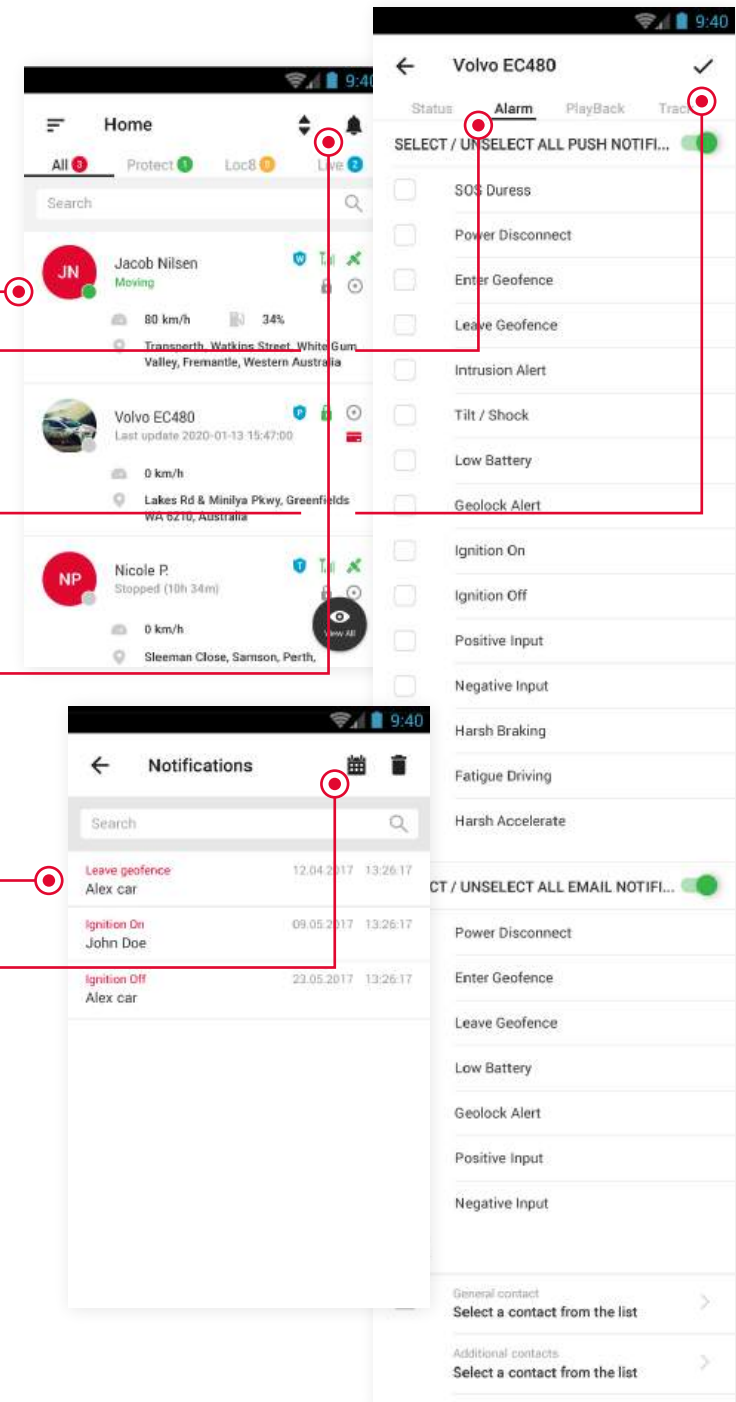 9:40
Home
All 3
Protect 1
Loc8
Live 2
Search
JN
Jacob Nilsen
Moving
W
80 km/h
34%
Transperth, Watkins Street, White Gum
Valley, Fremantle, Western Australia
Volvo EC480
Last update 2020-01-13 15:47:00
P
0 km/h
Lakes Rd & Minilya Pkwy, Greenfields
WA 6210, Australia
NP
Nicole P.
Stopped (10h 34m)
T
0 km/h
Sleeman Close, Samson, Perth,
View All
9:40
Volvo EC480
Status
Alarm
PlayBack
SELECT / UNSELECT ALL PUSH NOTIFI...
SOS Duress
Power Disconnect
Enter Geofence
Leave Geofence
Intrusion Alert
Tilt / Shock
Low Battery
Geolock Alert
Ignition On
Ignition Off
Positive Input
Negative Input
Harsh Braking
Fatigue Driving
Harsh Accelerate
CT / UNSELECT ALL EMAIL NOTIFI...
Power Disconnect
Enter Geofence
Leave Geofence
Low Battery
Geolock Alert
Positive Input
Negative Input
General contact
Select a contact from the list
Additional contacts
Select a contact from the list
9:40
Notifications
Search
Leave geofence
12.04.2017 13:26:17
Alex car
Ignition On
09.05.2017 13:26:17
John Doe
Ignition Off
23.05.2017 13:26:17
Alex car